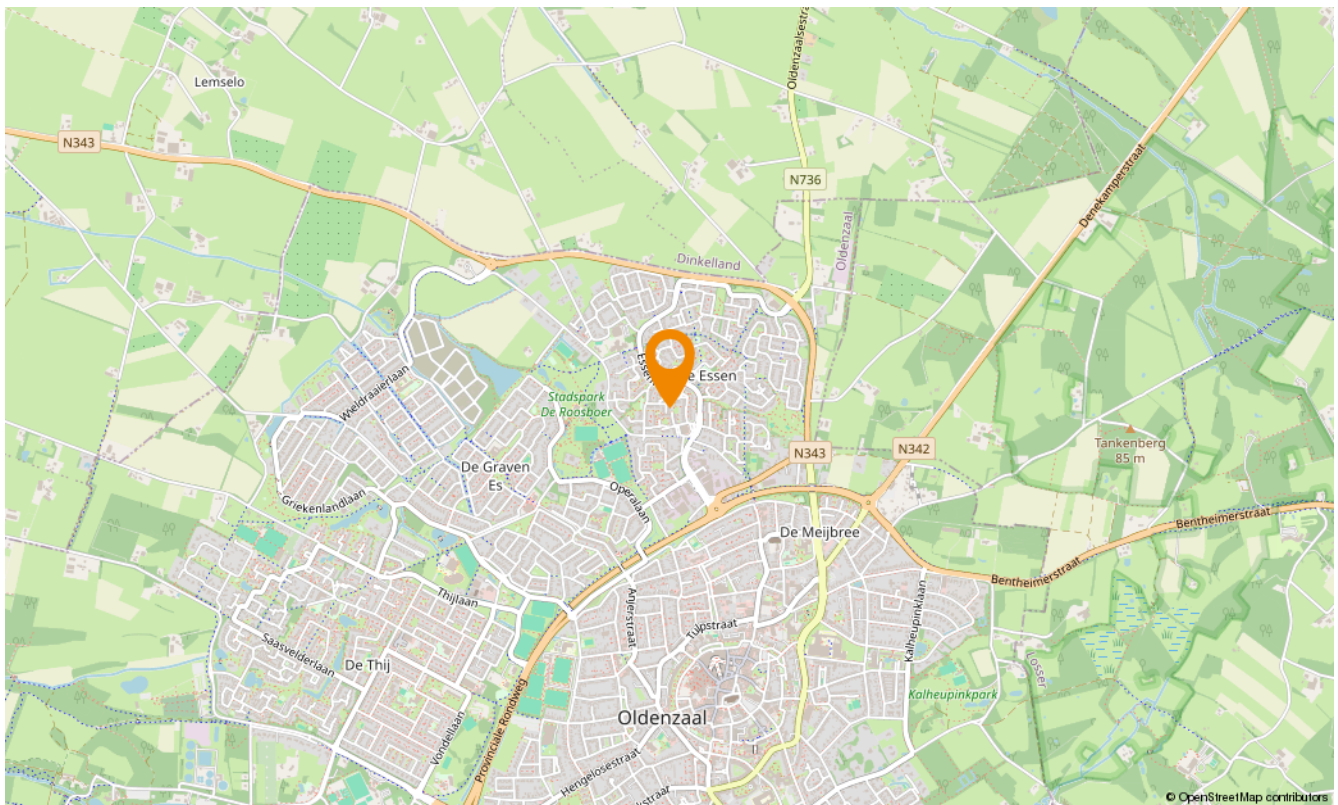 Oldenzaalsestra
Lemselo
N343
Denekamperstraat
N736
Oldenzaal
Dinkelland
Essen
e Essen
Wieldraaierlaan
Stadspark
De Roosboer
Tankenberg
85 m
N343
N342
De Graven
Es
Operalaan
Griekenlandlaan
Bentheimerstraat
De Meijbree
Bentheimerstraat
Thijlaan
Anjerstraat
Tulpstraat
Kalheupinklaan
Saasvelderlaan
De Thij
Losser
Kalheupinkpark
Provinciale Rondweg
Vondellaan
Oldenzaal
Hengelosestraat
straat
© OpenStreetMap contributors